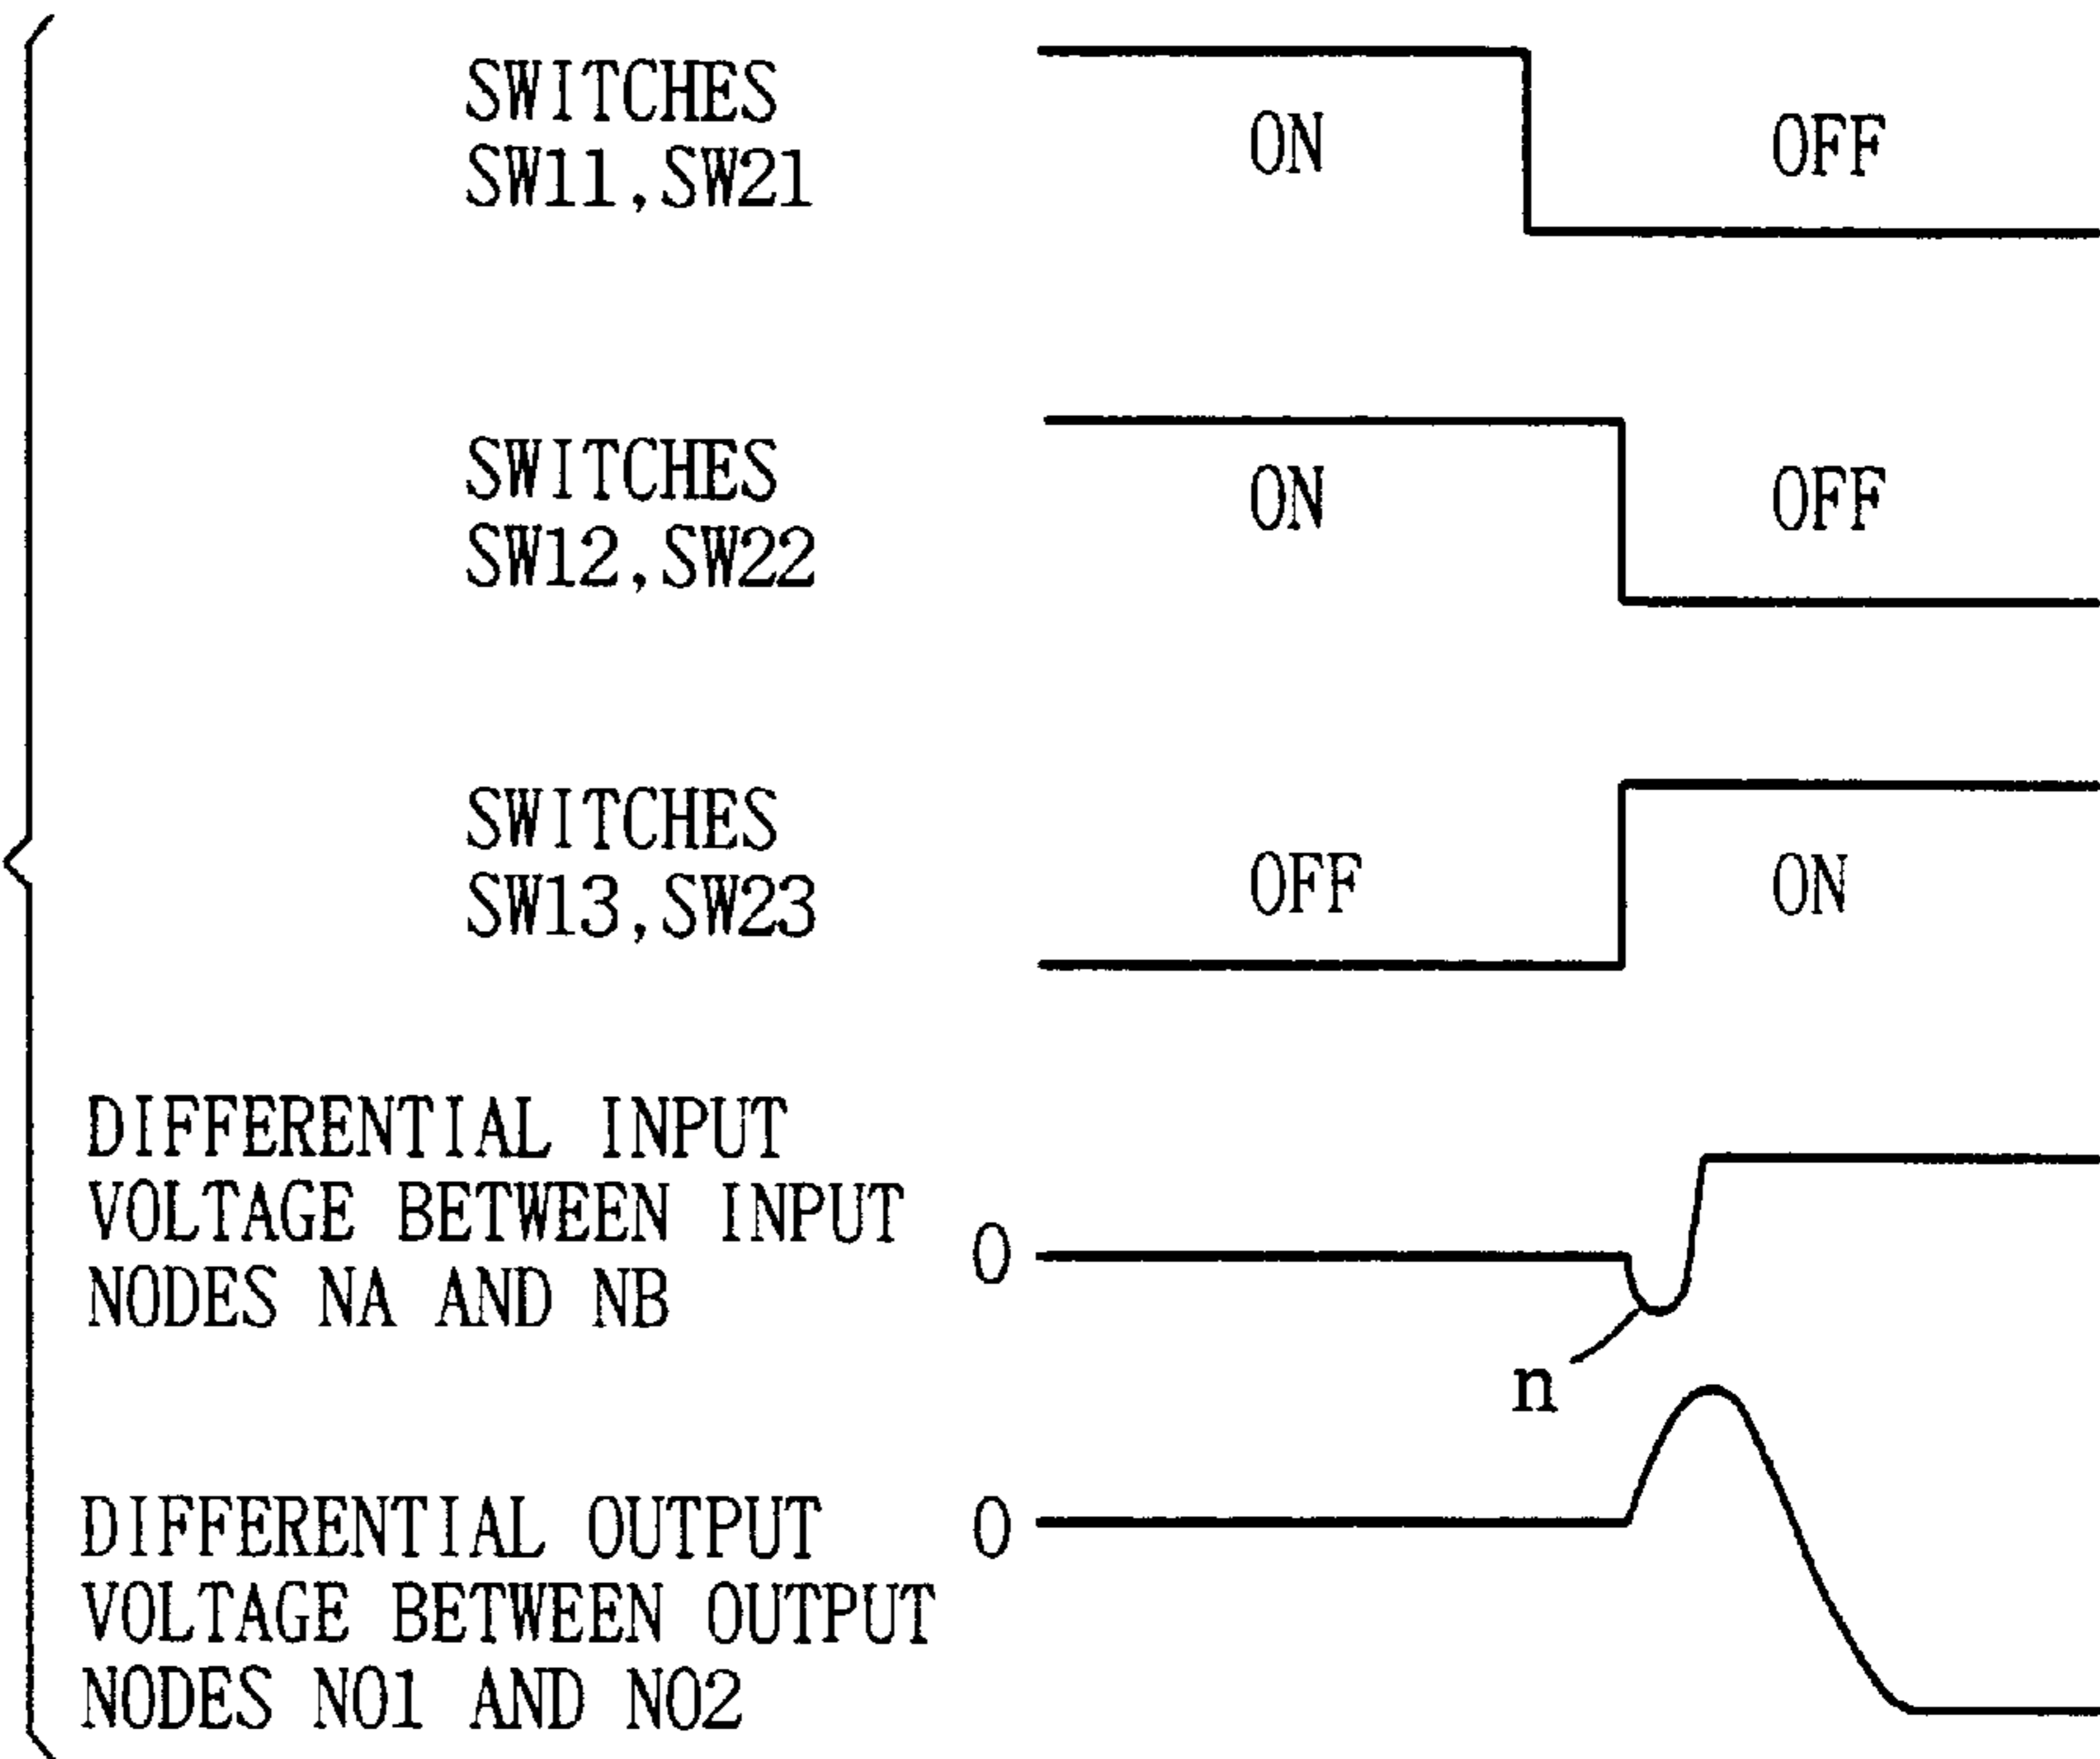 SWITCHES
SW11,SW21
ON
OFF
SWITCHES
SW12,SW22
ON
OFF
SWITCHES
SW13,SW23
OFF
ON
DIFFERENTIAL INPUT
VOLTAGE BETWEEN INPUT
NODES NA AND NB
0
n
DIFFERENTIAL OUTPUT
VOLTAGE BETWEEN OUTPUT
NODES NO1 AND NO2
0